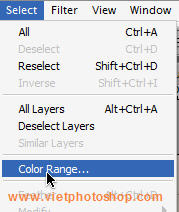 Select Filter View Window
All Ctrl+A
Deselect Ctrl+D
Reselect Shift+Ctrl+D
Inverse Shift+Ctrl+I
All Layers Alt+Ctrl+A
Deselect Layers
Similar Layers
Color Range...
www.vietphotoshop.com
Modify